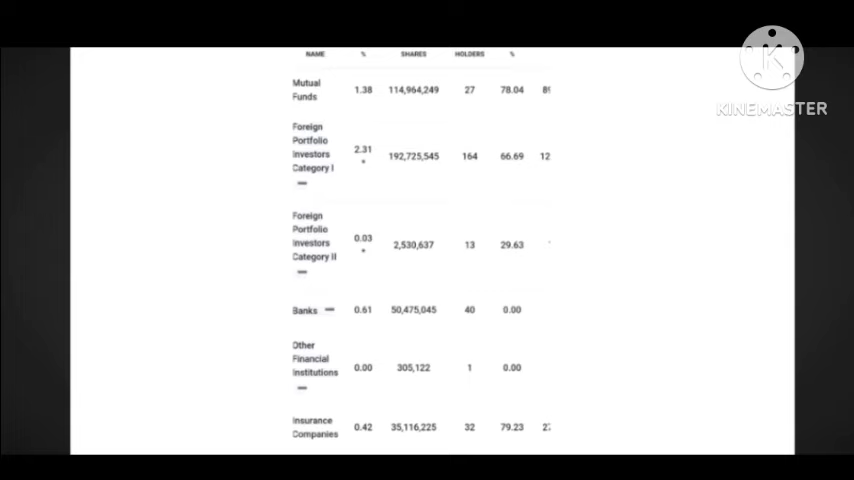 NAME % SHARES HOLDERS %
Mutual
Funds
1.38 114,964,249 27 78.04
Foreign
Portfolio
Investors
Category I
2.31 192,725,545 164 66.69 12
Foreign
Portfolio
Investors
Category II
0.03 2,530,637 13 29.63
Banks 0.61 50,475,045 40 0.00
Other
Financial
Institutions
0.00 305,122 1 0.00
Insurance
Companies
0.42 35,116,225 32 79.23
KINEMASTER